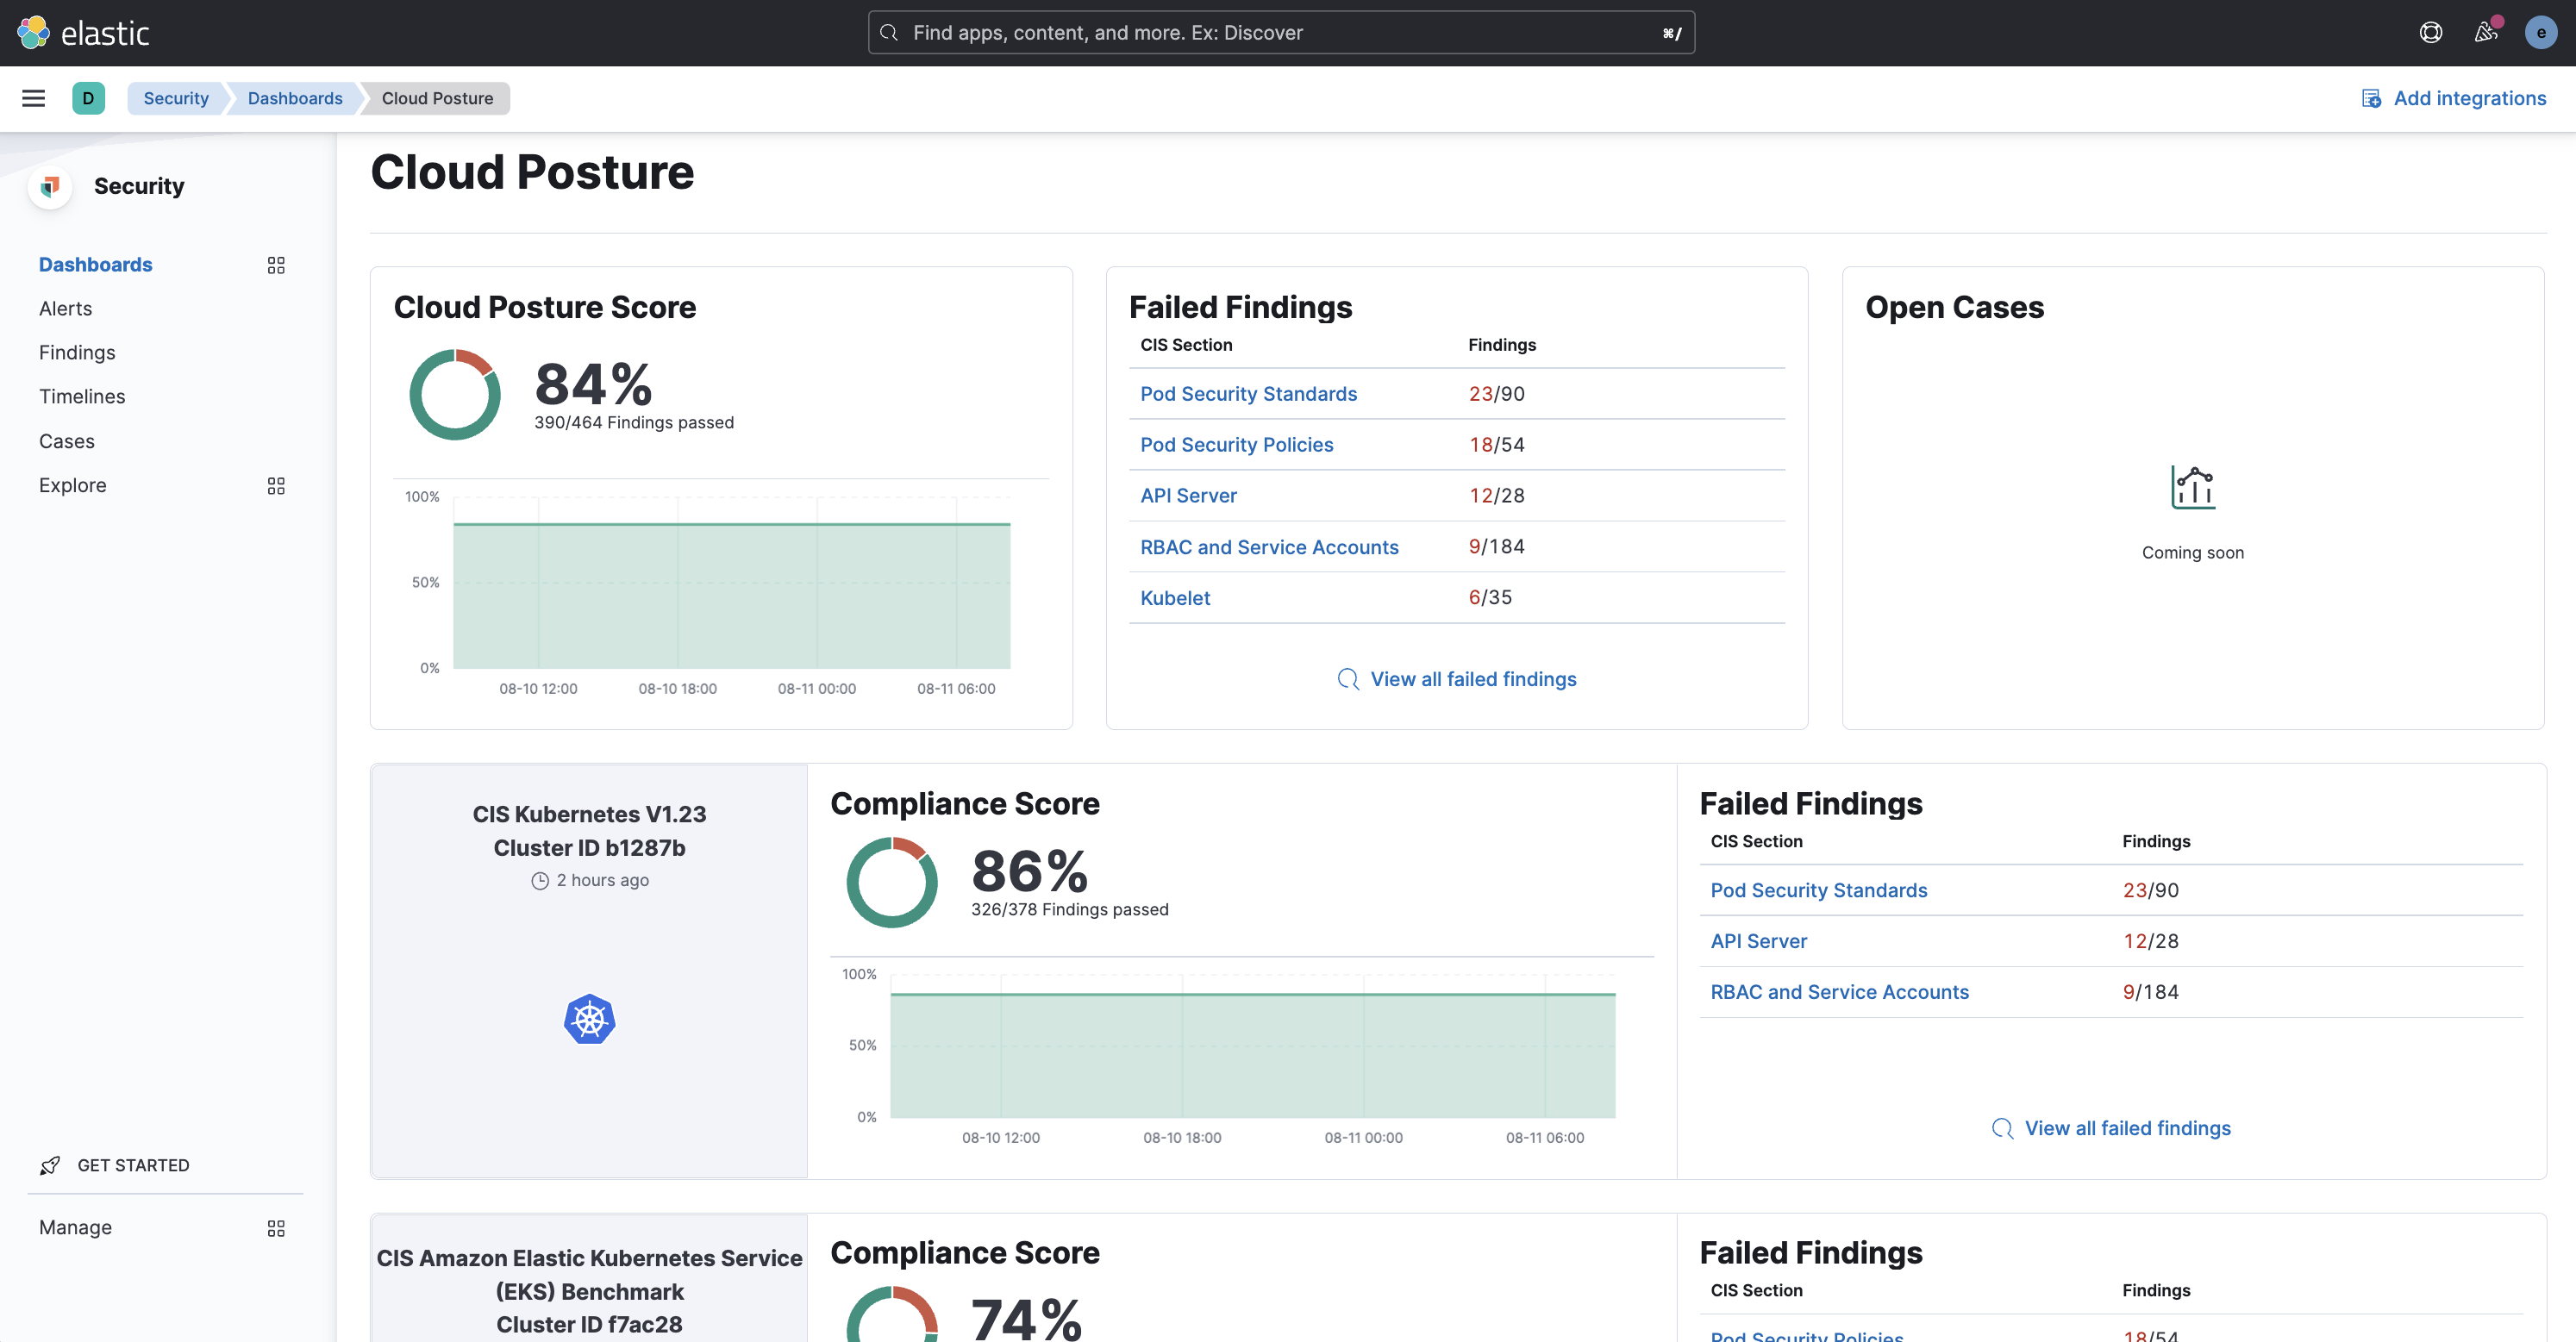 elastic
Find apps, content, and more. Ex: Discover
⌘/
e
D
Security
Dashboards
Cloud Posture
Add integrations
Security
Dashboards
Alerts
Findings
Timelines
Cases
Explore
GET STARTED
Manage
Cloud Posture
Cloud Posture Score
84%
390/464 Findings passed
100%
50%
0%
08-10 12:00 08-10 18:00 08-11 00:00 08-11 06:00
Failed Findings
CIS Section Findings
Pod Security Standards 23/90
Pod Security Policies 18/54
API Server 12/28
RBAC and Service Accounts 9/184
Kubelet 6/35
View all failed findings
Open Cases
Coming soon
CIS Kubernetes V1.23
Cluster ID b1287b
2 hours ago
Compliance Score
86%
326/378 Findings passed
100%
50%
0%
08-10 12:00 08-10 18:00 08-11 00:00 08-11 06:00
Failed Findings
CIS Section Findings
Pod Security Standards 23/90
API Server 12/28
RBAC and Service Accounts 9/184
View all failed findings
CIS Amazon Elastic Kubernetes Service
(EKS) Benchmark
Cluster ID f7ac28
Compliance Score
74%
Failed Findings
CIS Section Findings
Pod Security Policies 18/54